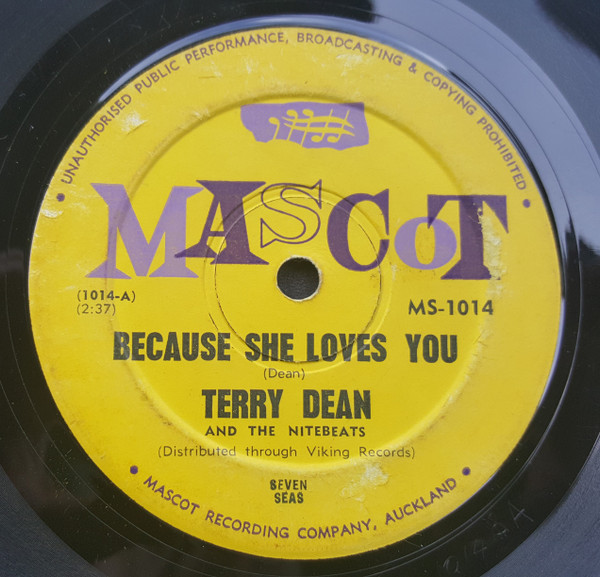 • UNAUTHORISED PUBLIC PERFORMANCE, BROADCASTING & COPYING PROHIBITED •
MASCOT
(1014-A)
(2:37)
MS-1014
BECAUSE SHE LOVES YOU
(Dean)
TERRY DEAN
AND THE NITEBEATS
(Distributed through Viking Records)
SEVEN
SEAS
• MASCOT RECORDING COMPANY, AUCKLAND •